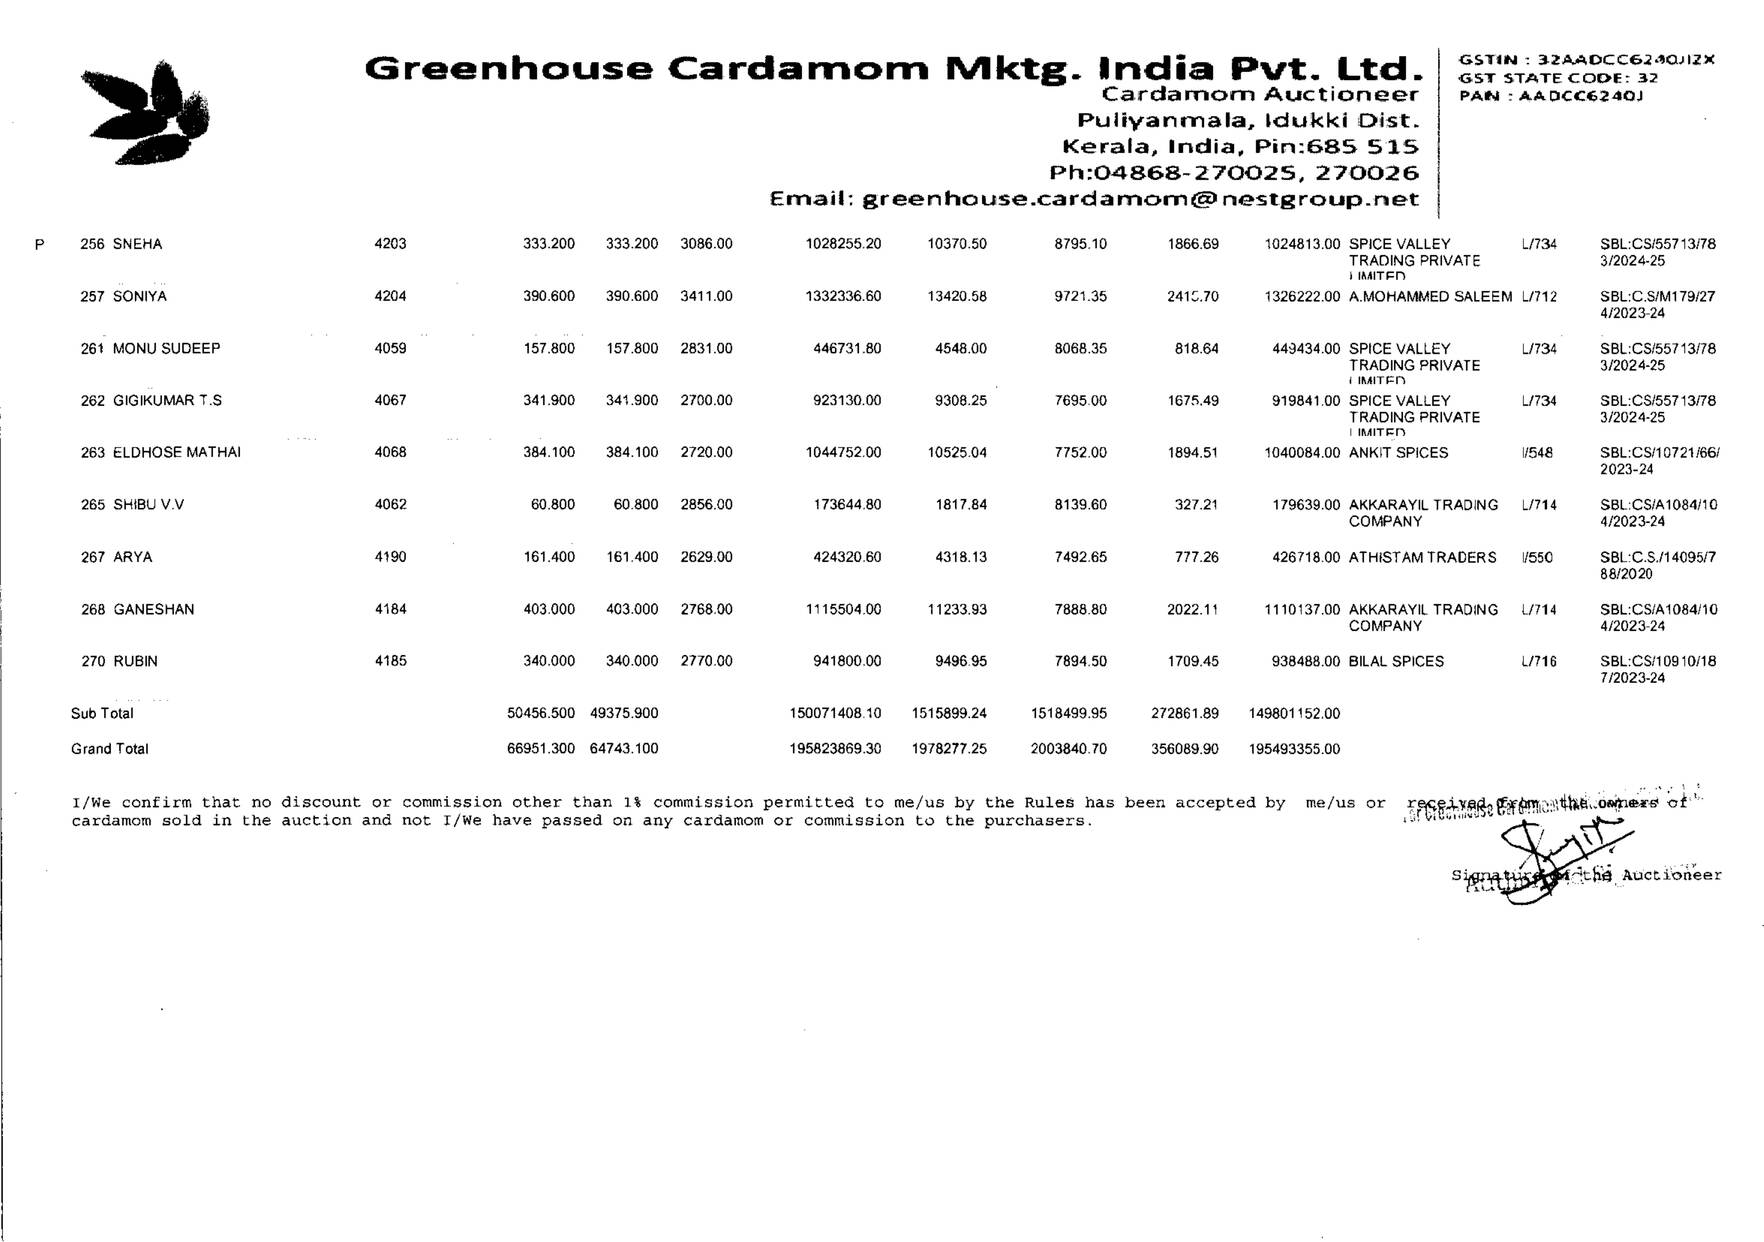 Greenhouse Cardamom Mktg. India Pvt. Ltd.
Cardamom Auctioneer
Puliyanmala, Idukki Dist.
Kerala, India, Pin:685 515
Ph:04868-270025, 270026
Email: greenhouse.cardamom@nestgroup.net
GSTIN : 32AADCC6240J1ZX
GST STATE CODE: 32
PAN : AADCC6240J
P 256 SNEHA 4203 333.200 333.200 3086.00 1028255.20 10370.50 8795.10 1866.69 1024813.00 SPICE VALLEY L/734 SBL:CS/55713/78
TRADING PRIVATE 3/2024-25
LIMITED
257 SONIYA 4204 390.600 390.600 3411.00 1332336.60 13420.58 9721.35 2415.70 1326222.00 A.MOHAMMED SALEEM L/712 SBL:C.S/M179/27
4/2023-24
261 MONU SUDEEP 4059 157.800 157.800 2831.00 446731.80 4548.00 8068.35 818.64 449434.00 SPICE VALLEY L/734 SBL:CS/55713/78
TRADING PRIVATE 3/2024-25
LIMITED
262 GIGIKUMAR T.S 4067 341.900 341.900 2700.00 923130.00 9308.25 7695.00 1675.49 919841.00 SPICE VALLEY L/734 SBL:CS/55713/78
TRADING PRIVATE 3/2024-25
LIMITED
263 ELDHOSE MATHAI 4068 384.100 384.100 2720.00 1044752.00 10525.04 7752.00 1894.51 1040084.00 ANKIT SPICES I/548 SBL:CS/10721/66/
2023-24
265 SHIBU V.V 4062 60.800 60.800 2856.00 173644.80 1817.84 8139.60 327.21 179639.00 AKKARAYIL TRADING L/714 SBL:CS/A1084/10
COMPANY 4/2023-24
267 ARYA 4190 161.400 161.400 2629.00 424320.60 4318.13 7492.65 777.26 426718.00 ATHISTAM TRADERS I/550 SBL:C.S./14095/7
88/2020
268 GANESHAN 4184 403.000 403.000 2768.00 1115504.00 11233.93 7888.80 2022.11 1110137.00 AKKARAYIL TRADING L/714 SBL:CS/A1084/10
COMPANY 4/2023-24
270 RUBIN 4185 340.000 340.000 2770.00 941800.00 9496.95 7894.50 1709.45 938488.00 BILAL SPICES L/716 SBL:CS/10910/18
7/2023-24
Sub Total 50456.500 49375.900 150071408.10 1515899.24 1518499.95 272861.89 149801152.00
Grand Total 66951.300 64743.100 195823869.30 1978277.25 2003840.70 356089.90 195493355.00
I/We confirm that no discount or commission other than 1% commission permitted to me/us by the Rules has been accepted by me/us or received from the owners of
cardamom sold in the auction and not I/We have passed on any cardamom or commission to the purchasers.
Signature of the Auctioneer